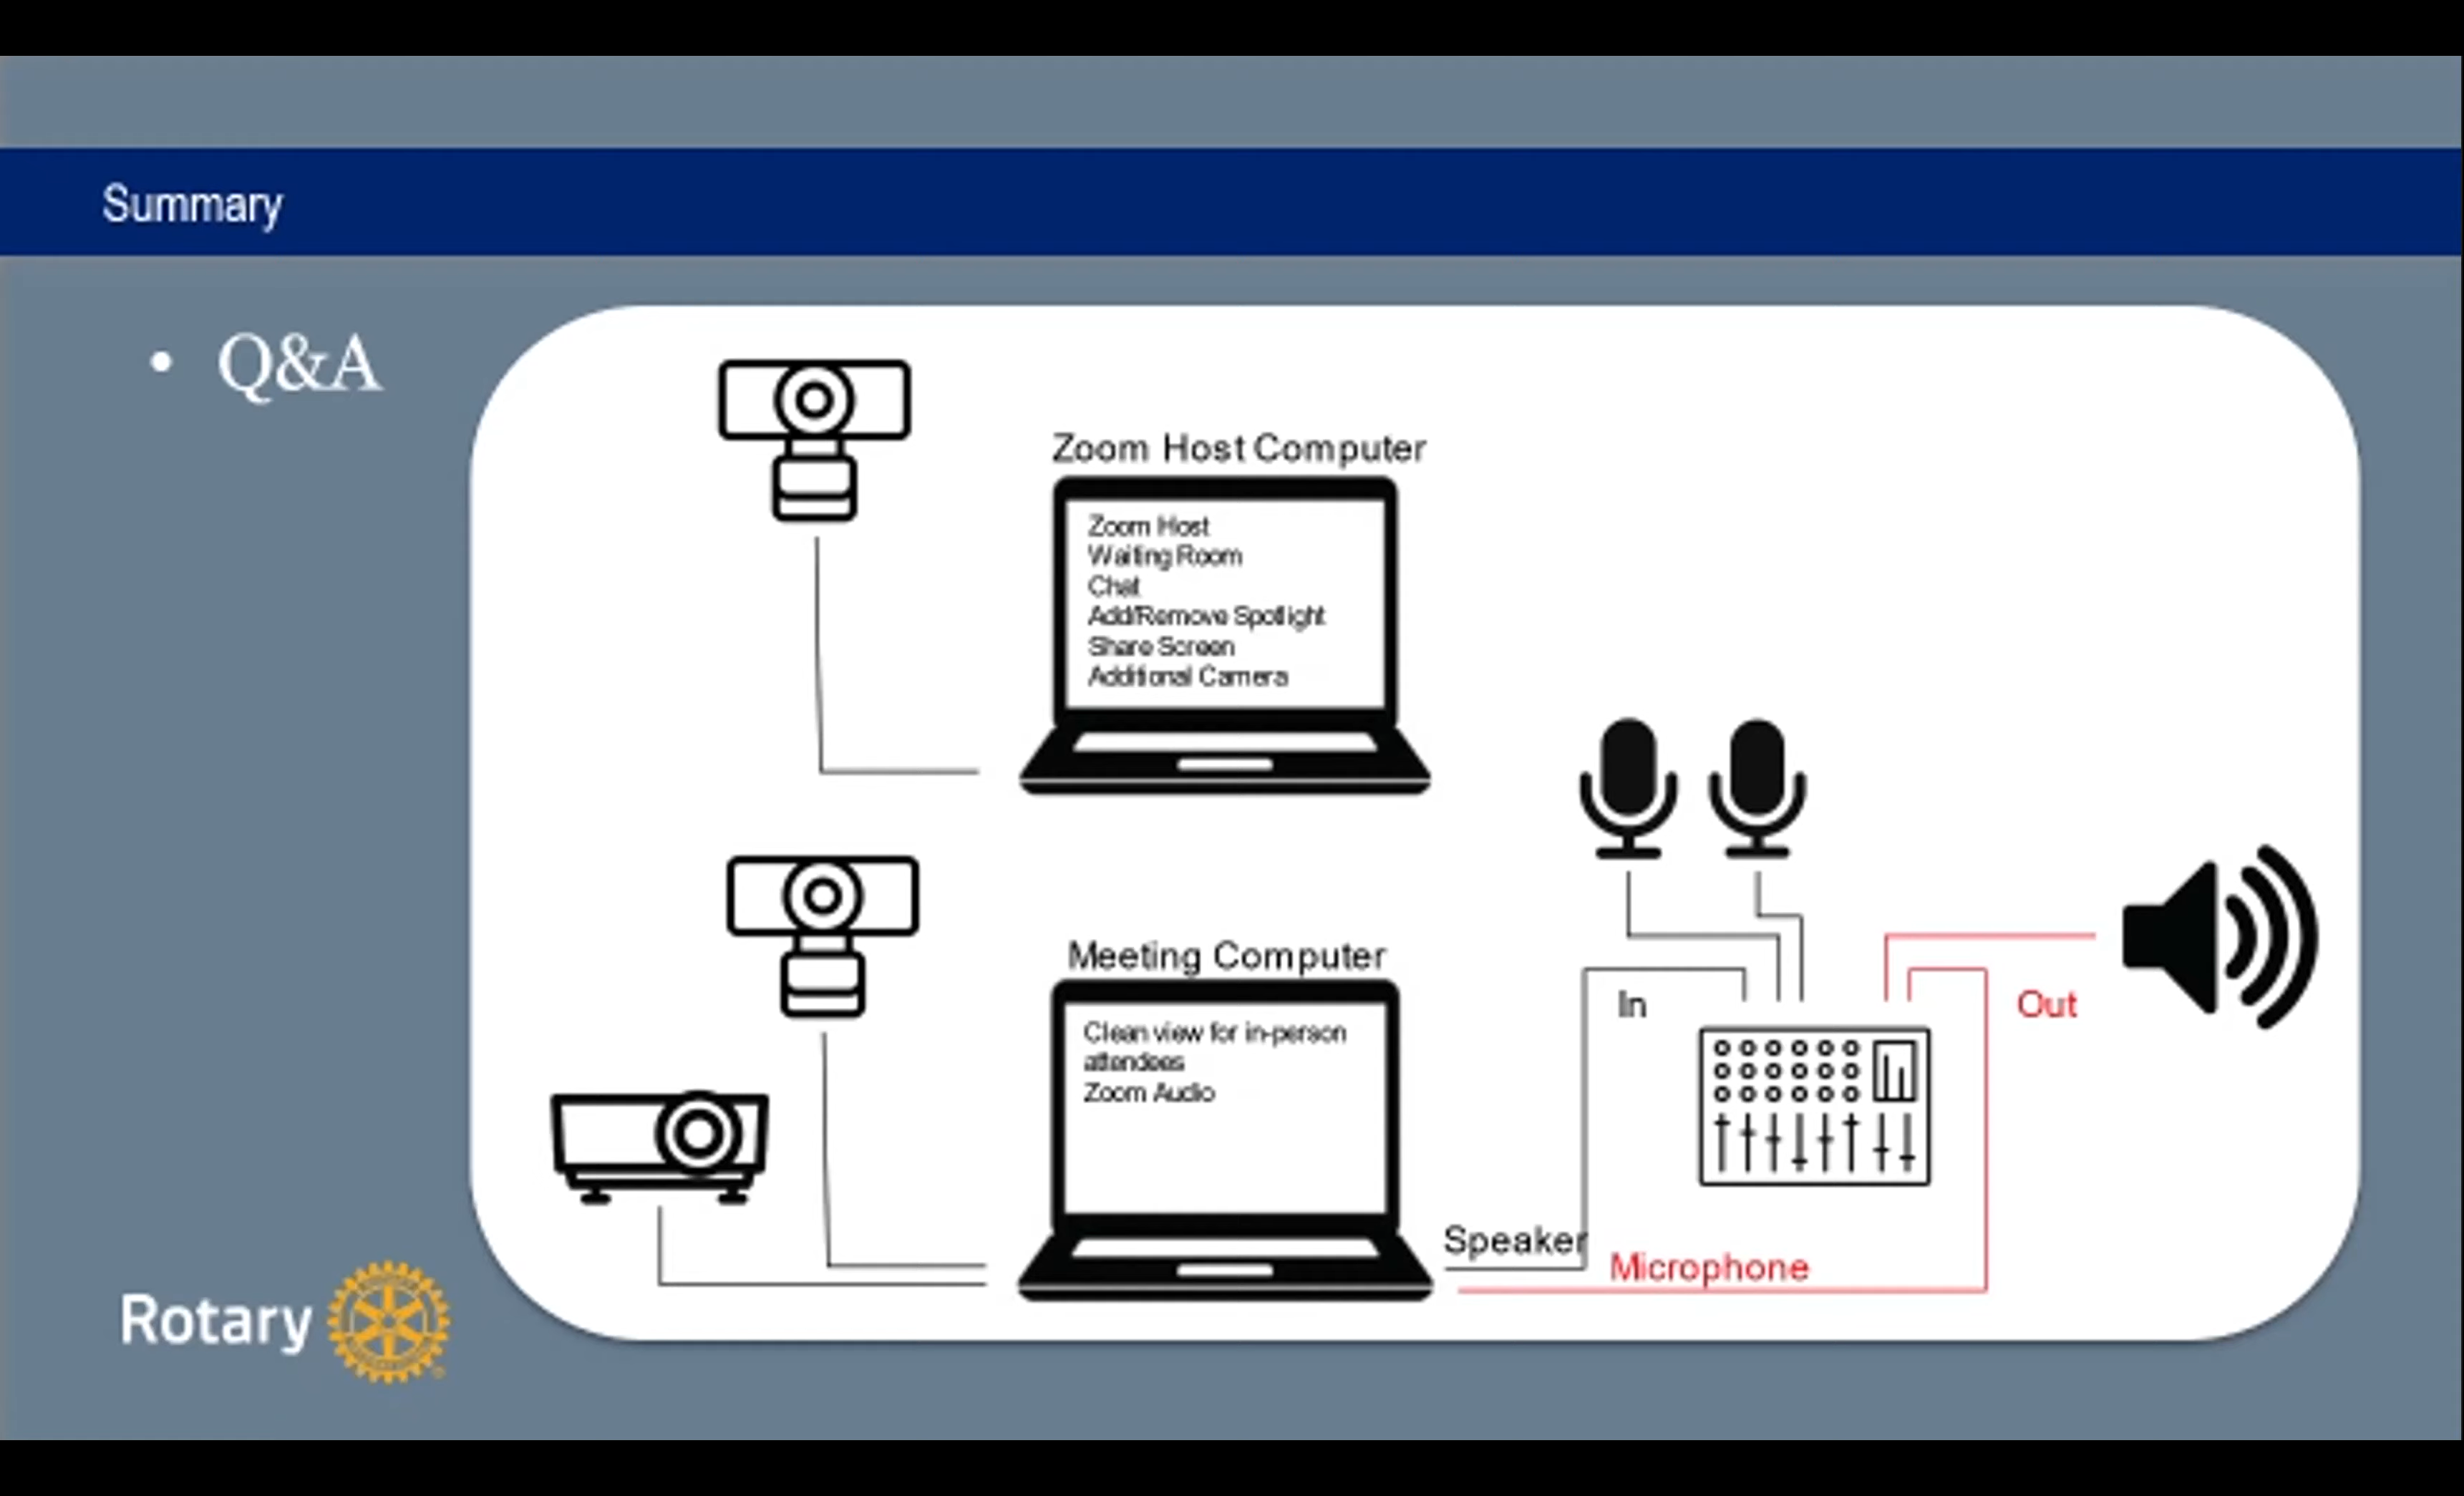 Summary
• Q&A
Zoom Host Computer
Zoom Host
Waiting Room
Chat
Add/Remove Spotlight
Share Screen
Additional Camera
Meeting Computer
Clean view for in-person
attendees
Zoom Audio
In
Out
Speaker
Microphone
Rotary